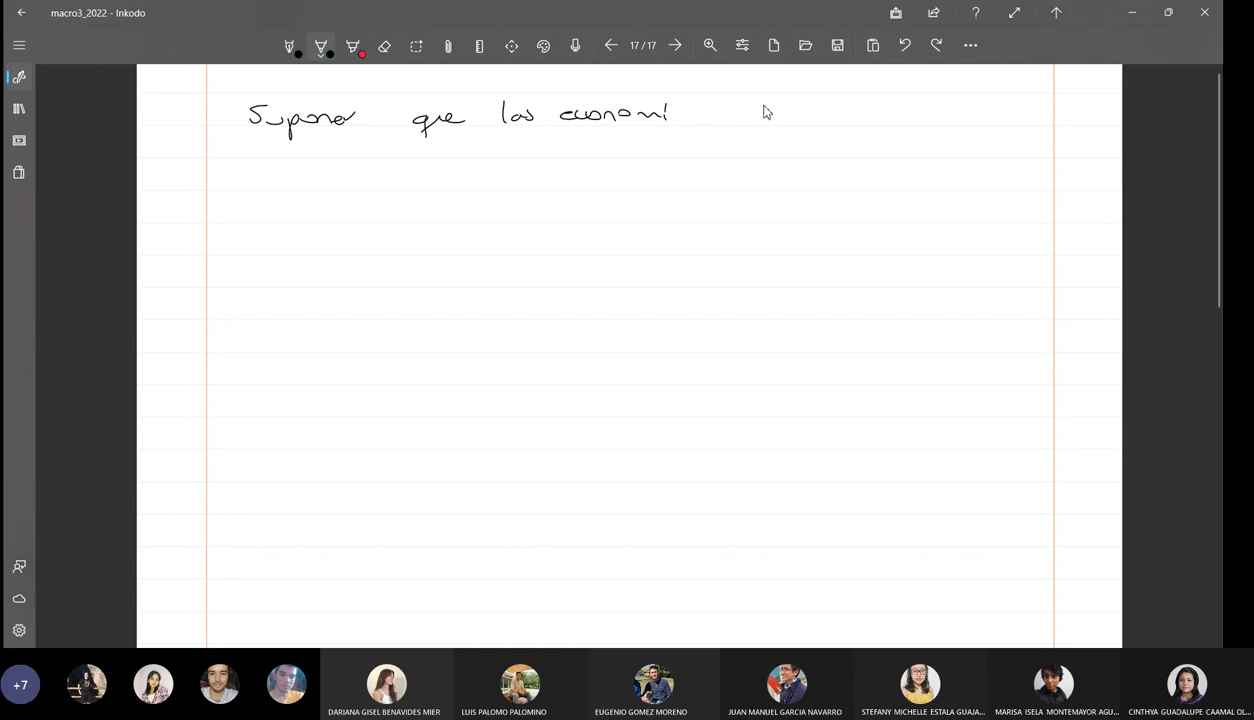 macro3_2022 - Inkodo
17/17
Suponer que las economi
+7
DARIANA GISEL BENAVIDES MIER
LUIS PALOMO PALOMINO
EUGENIO GOMEZ MORENO
JUAN MANUEL GARCIA NAVARRO
STEFANY MICHELLE ESTALA GUAJA...
MARISA ISELA MONTEMAYOR AGU...
CINTHYA GUADALUPE CAAMAL OL...